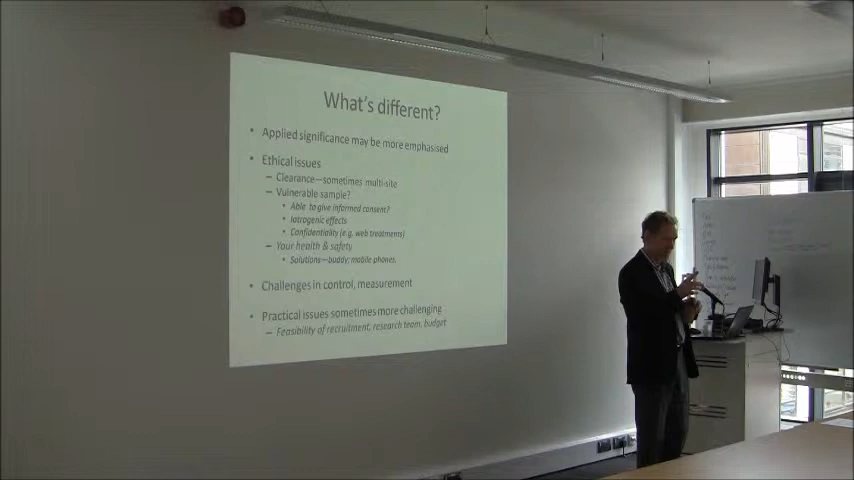 What's different?
• Applied significance may be more emphasised
• Ethical issues
– Clearance—sometimes multi-site
– Vulnerable sample?
• Able to give informed consent?
• Iatrogenic effects
• Confidentiality (e.g. web treatments)
– Your health & safety
• Solutions—buddy; mobile phones.
• Challenges in control, measurement
• Practical issues sometimes more challenging
– Feasibility of recruitment, research team, budget